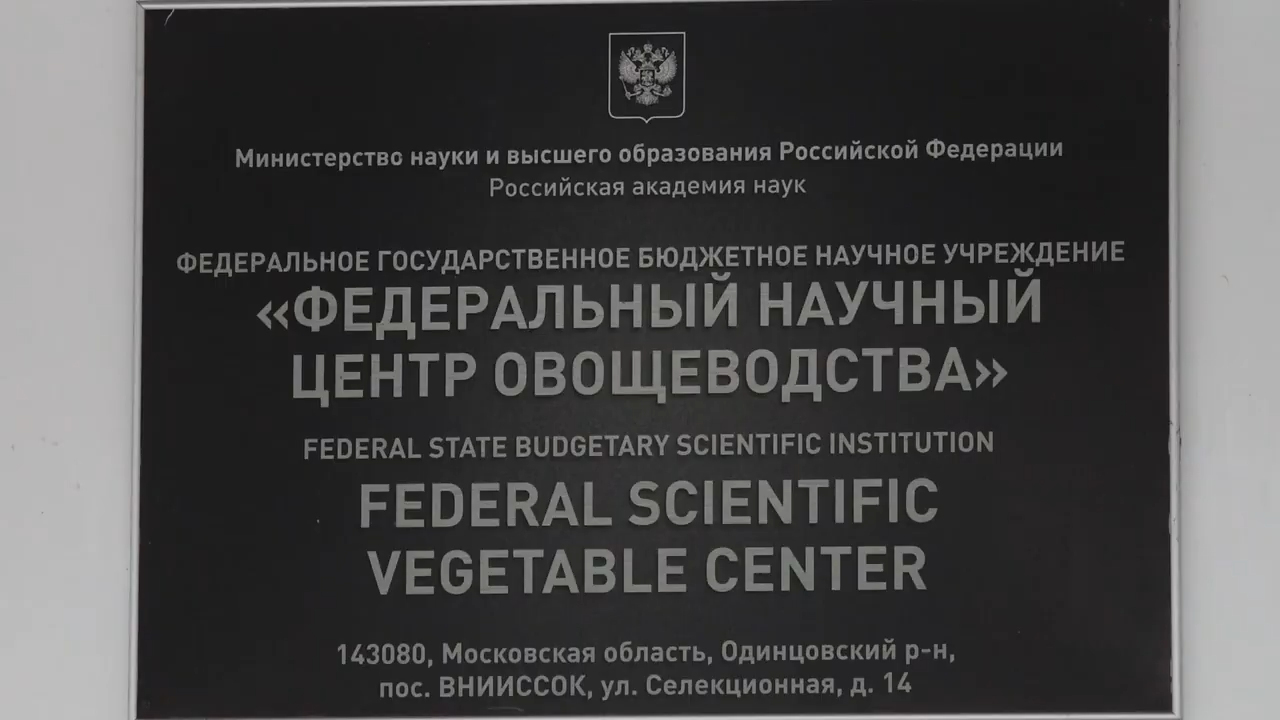 Министерство науки и высшего образования Российской Федерации
Российская академия наук
ФЕДЕРАЛЬНОЕ ГОСУДАРСТВЕННОЕ БЮДЖЕТНОЕ НАУЧНОЕ УЧРЕЖДЕНИЕ
«ФЕДЕРАЛЬНЫЙ НАУЧНЫЙ
ЦЕНТР ОВОЩЕВОДСТВА»
FEDERAL STATE BUDGETARY SCIENTIFIC INSTITUTION
FEDERAL SCIENTIFIC
VEGETABLE CENTER
143080, Московская область, Одинцовский р-н,
пос. ВНИИССОК, ул. Селекционная, д. 14